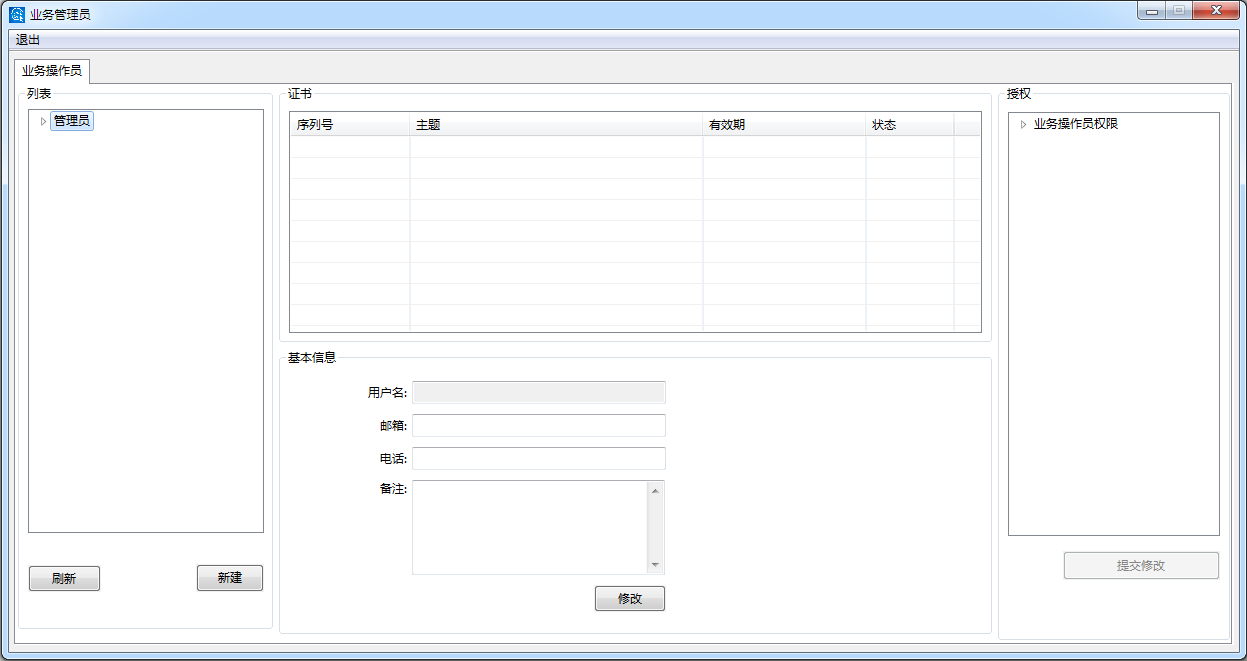 业务管理员
退出
业务操作员
列表
管理员
刷新
新建
证书
序列号 主题 有效期 状态
基本信息
用户名:
邮箱:
电话:
备注:
修改
授权
业务操作员权限
提交修改